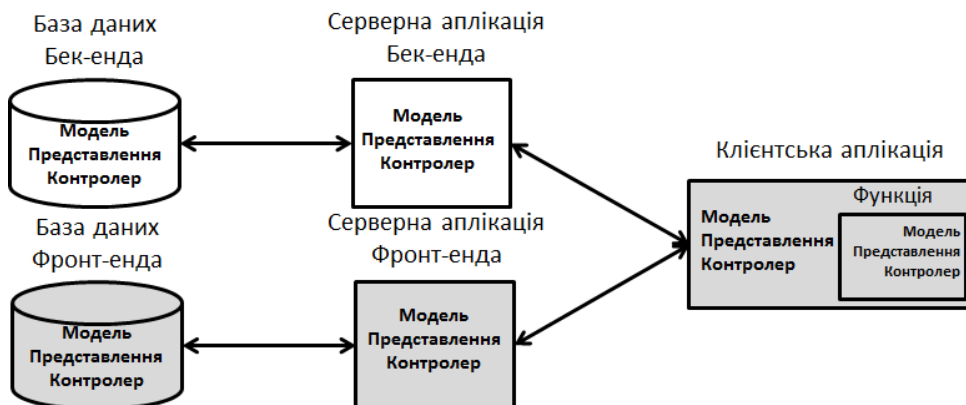 База даних
Бек-енда
Модель
Представлення
Контролер
Серверна аплікація
Бек-енда
Модель
Представлення
Контролер
База даних
Фронт-енда
Модель
Представлення
Контролер
Серверна аплікація
Фронт-енда
Модель
Представлення
Контролер
Клієнтська аплікація
Модель
Представлення
Контролер
Функція
Модель
Представлення
Контролер